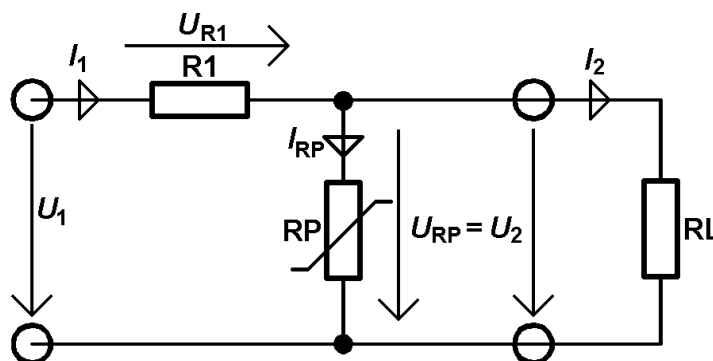 U_R1
I_1
R1
I_2
I_RP
U_1
RP
U_RP = U_2
RL